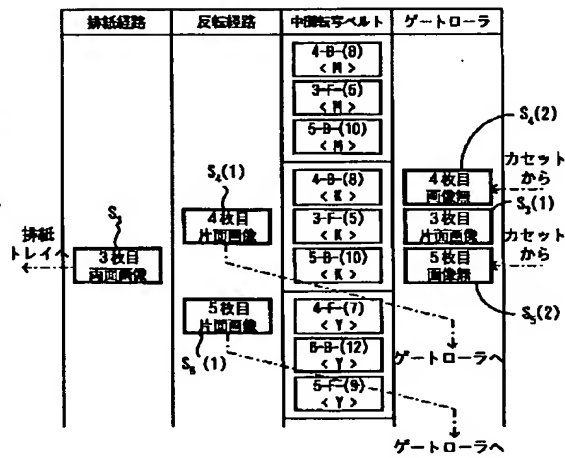 排紙経路 反転経路 中間転写ベルト ゲートローラ
4-B-(8)
<M>
3-F-(5)
<M>
5-B-(10)
<M>
S₄(2)
カセット
から
4-B-(8)
<K>
4枚目
画像無
S₄(1)
S₃(1)
3-F-(5)
<K>
4枚目
片面画像
3枚目
片面画像
カセット
から
排紙
トレイへ
3枚目
両面画像
5-B-(10)
<K>
5枚目
画像無
S₅(2)
5枚目
片面画像
(1)
4-F-(7)
<Y>
6-B-(12)
<Y>
5-F-(9)
<Y>
ゲートローラへ
ゲートローラへ